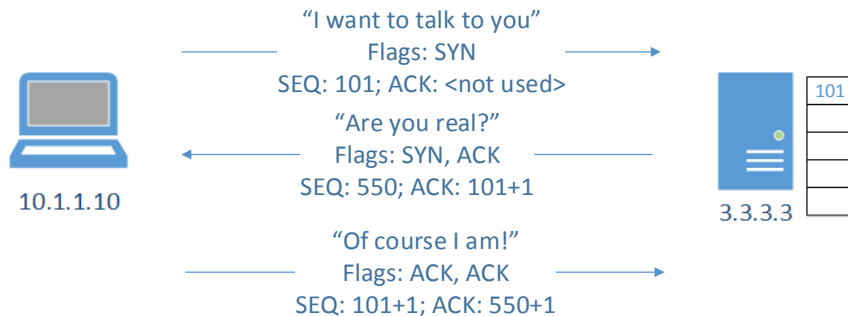 “I want to talk to you”
Flags: SYN
SEQ: 101; ACK: <not used>
101
“Are you real?”
Flags: SYN, ACK
SEQ: 550; ACK: 101+1
10.1.1.10
3.3.3.3
“Of course I am!”
Flags: ACK, ACK
SEQ: 101+1; ACK: 550+1